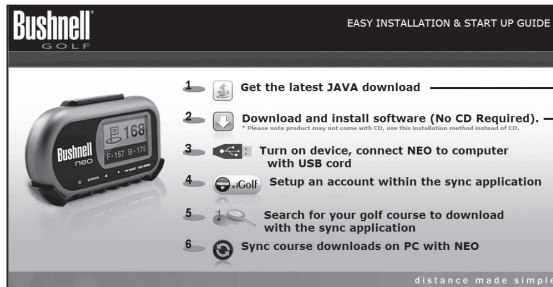 Bushnell
GOLF
EASY INSTALLATION & START UP GUIDE
1 Get the latest JAVA download
2 Download and install software (No CD Required).
* Please note product may not come with CD, use this installation method instead of CD.
3 Turn on device, connect NEO to computer
with USB cord
4 iGolf Setup an account within the sync application
5 Search for your golf course to download
with the sync application
6 Sync course downloads on PC with NEO
168
F-157 B-176
Bushnell
neo
distance made simple